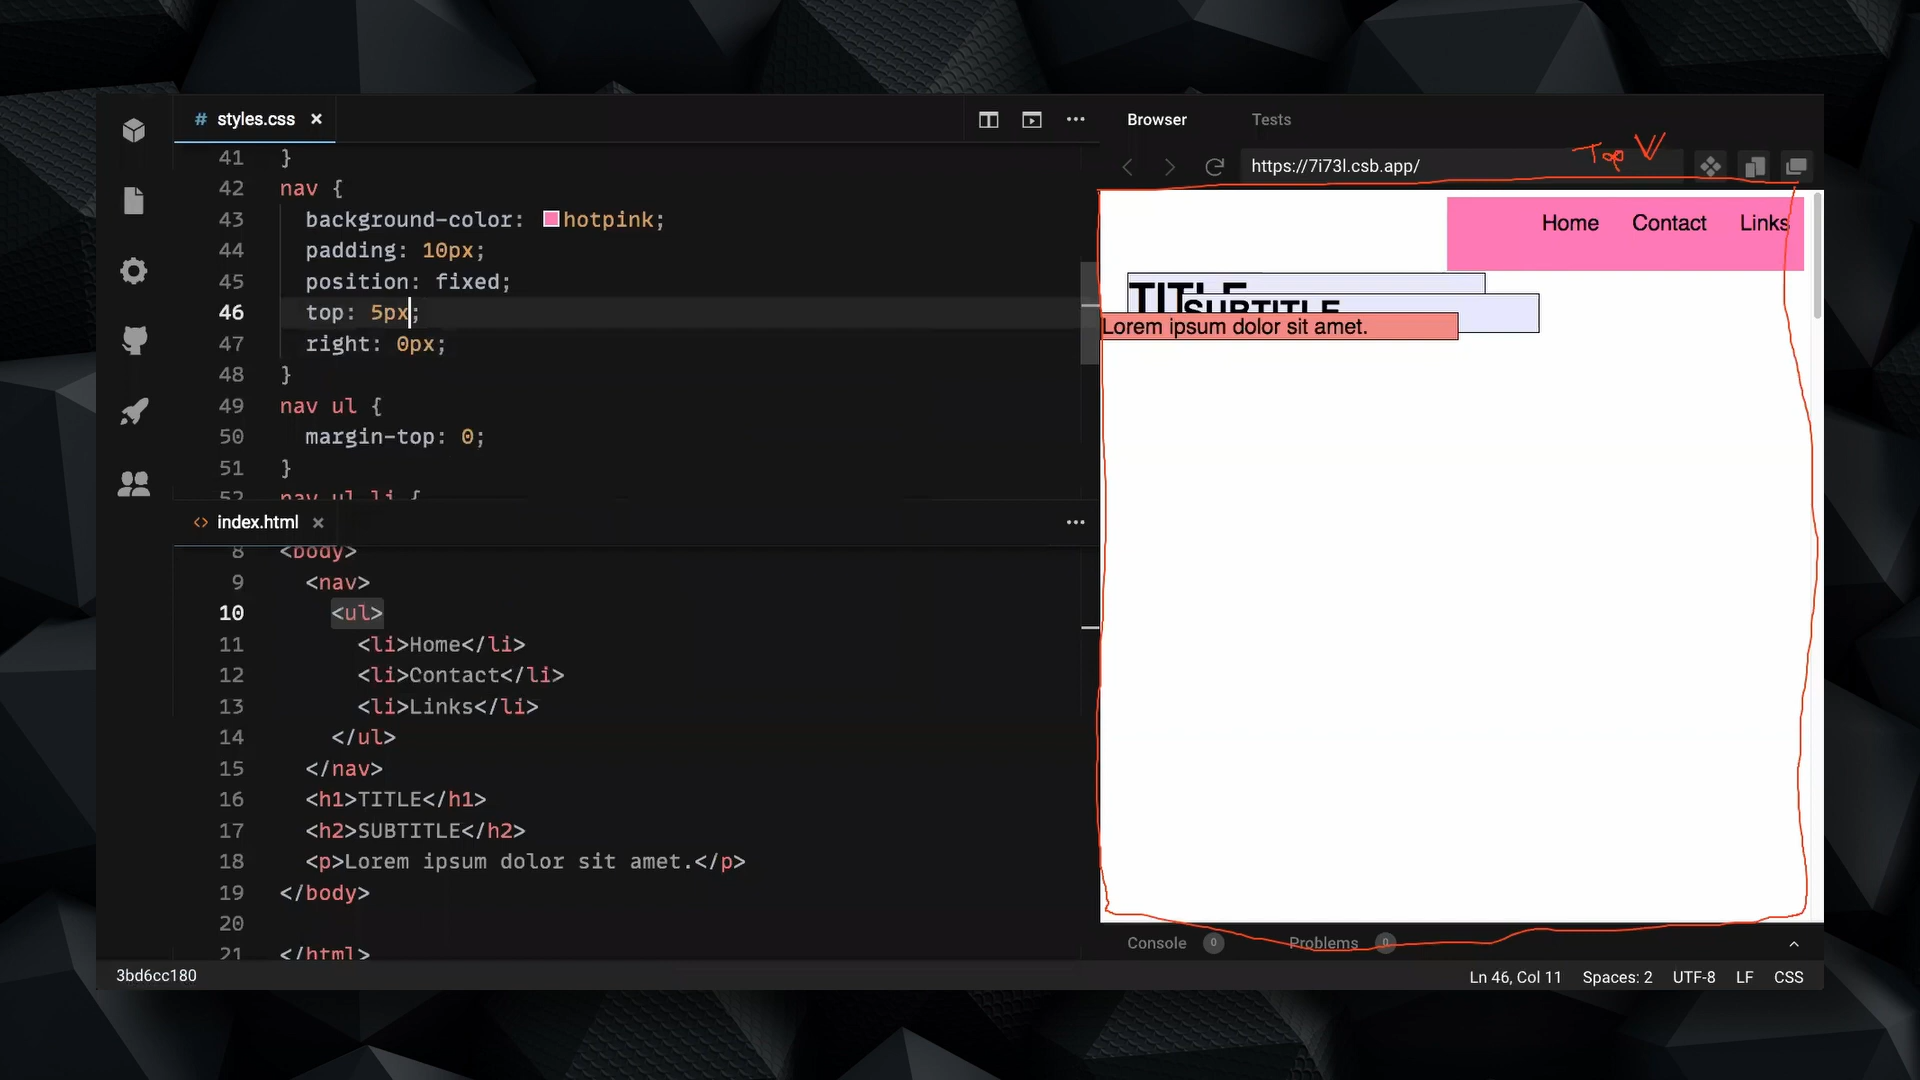 # styles.css ×
41 }
42 nav {
43 background-color: hotpink;
44 padding: 10px;
45 position: fixed;
46 top: 5px;
47 right: 0px;
48 }
49 nav ul {
50 margin-top: 0;
51 }
52 nav ul li {
<> index.html ×
8 <body>
9 <nav>
10 <ul>
11 <li>Home</li>
12 <li>Contact</li>
13 <li>Links</li>
14 </ul>
15 </nav>
16 <h1>TITLE</h1>
17 <h2>SUBTITLE</h2>
18 <p>Lorem ipsum dolor sit amet.</p>
19 </body>
20
21 </html>
3bd6cc180
Browser Tests
Top
https://7i73l.csb.app/
Home Contact Links
TITLE
SUBTITLE
Lorem ipsum dolor sit amet.
Console 0 Problems 0
Ln 46, Col 11 Spaces: 2 UTF-8 LF CSS